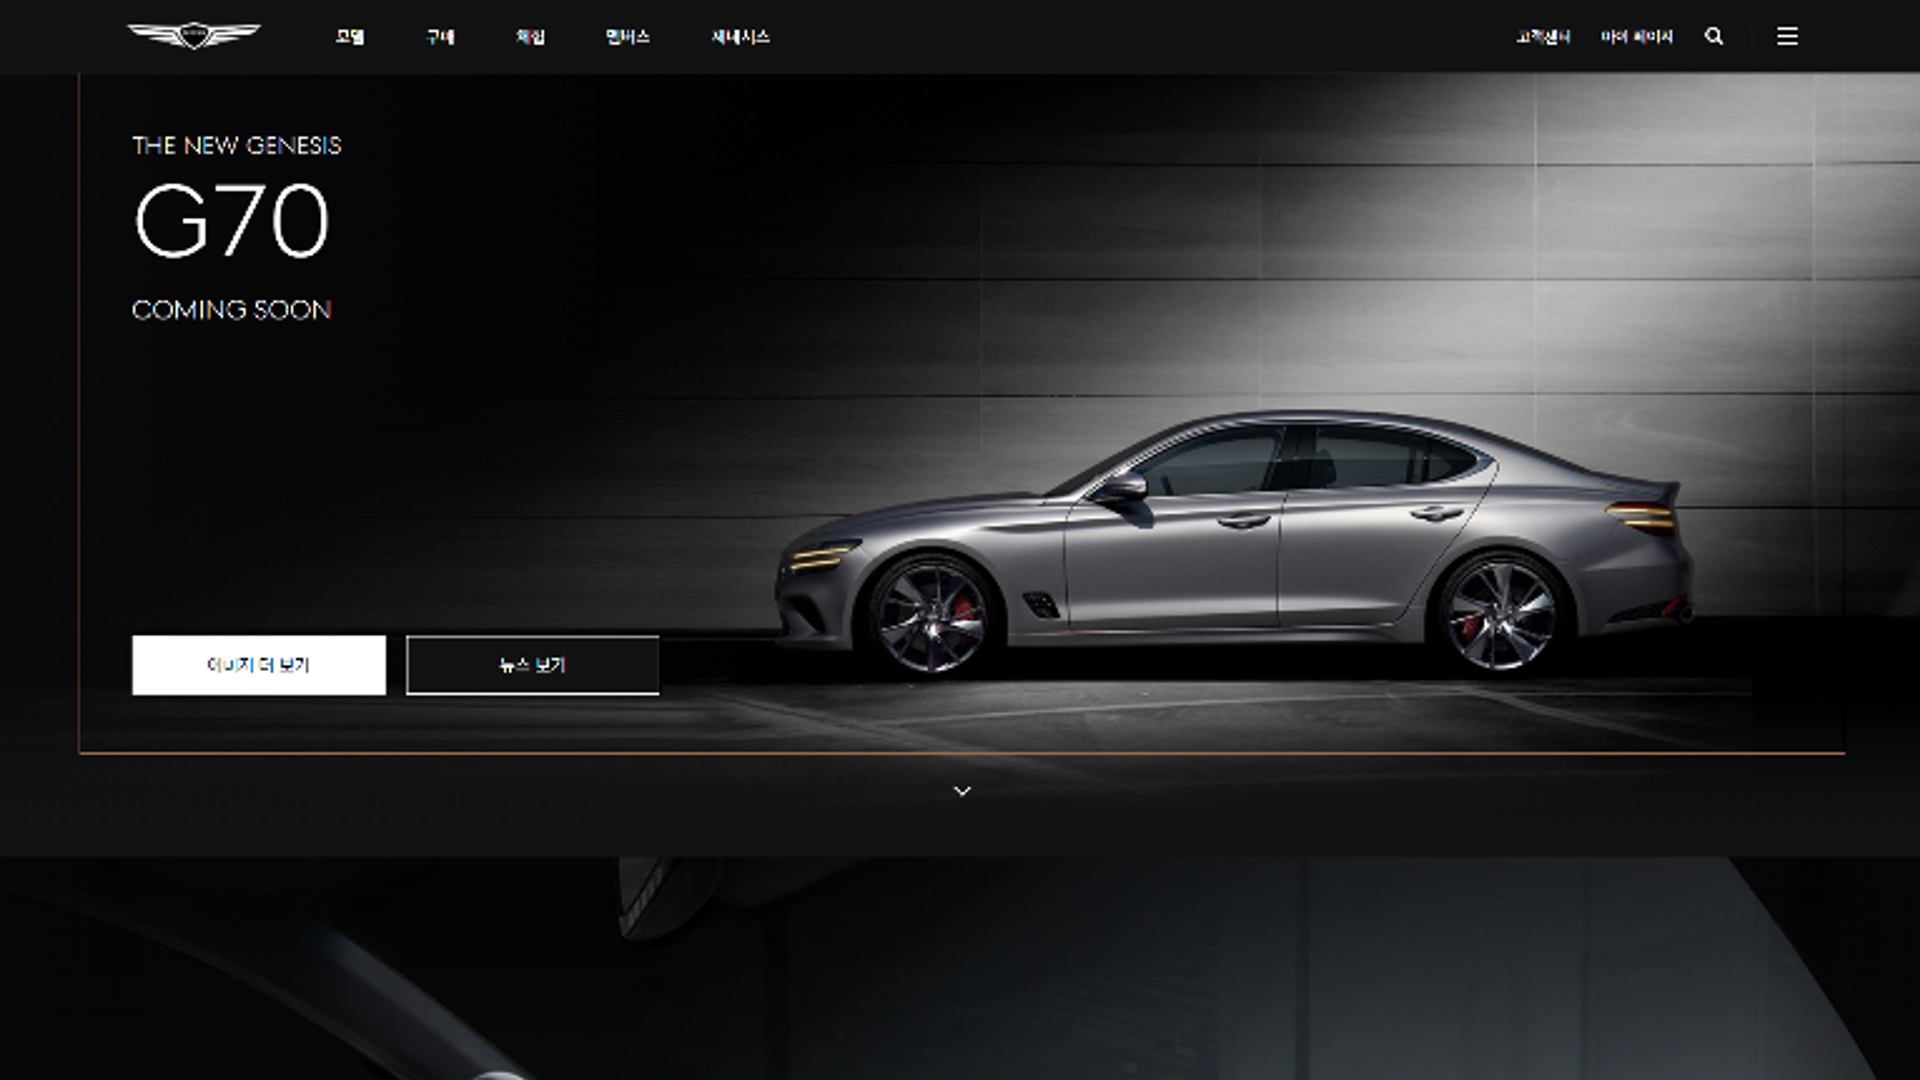 모델
구매
체험
멤버스
제네시스
고객센터
마이 페이지
THE NEW GENESIS
G70
COMING SOON
이미지 더 보기
뉴스 보기